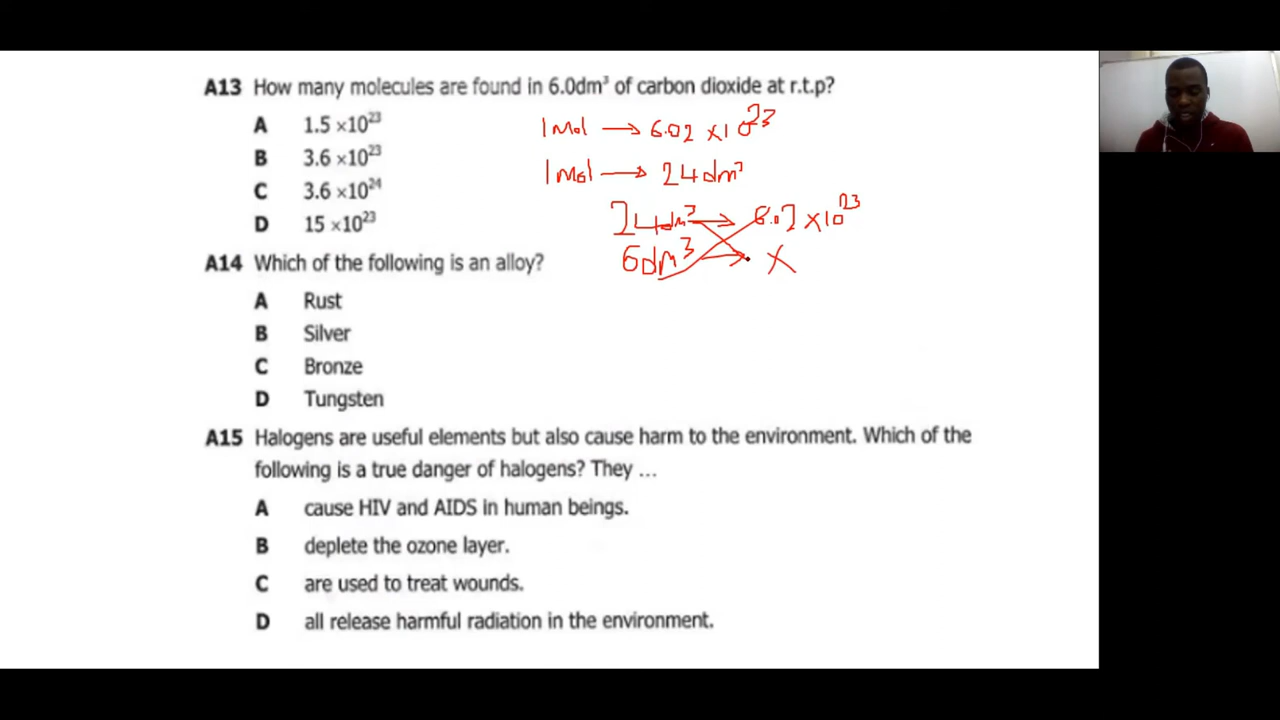 A13 How many molecules are found in 6.0dm³ of carbon dioxide at r.t.p?
A 1.5 ×10²³
B 3.6 ×10²³
C 3.6 ×10²⁴
D 15 ×10²³
1mol → 6.02 ×10²³
1mol → 24dm³
24dm³ → 6.02 ×10²³
6dm³ → X
A14 Which of the following is an alloy?
A Rust
B Silver
C Bronze
D Tungsten
A15 Halogens are useful elements but also cause harm to the environment. Which of the
following is a true danger of halogens? They ...
A cause HIV and AIDS in human beings.
B deplete the ozone layer.
C are used to treat wounds.
D all release harmful radiation in the environment.